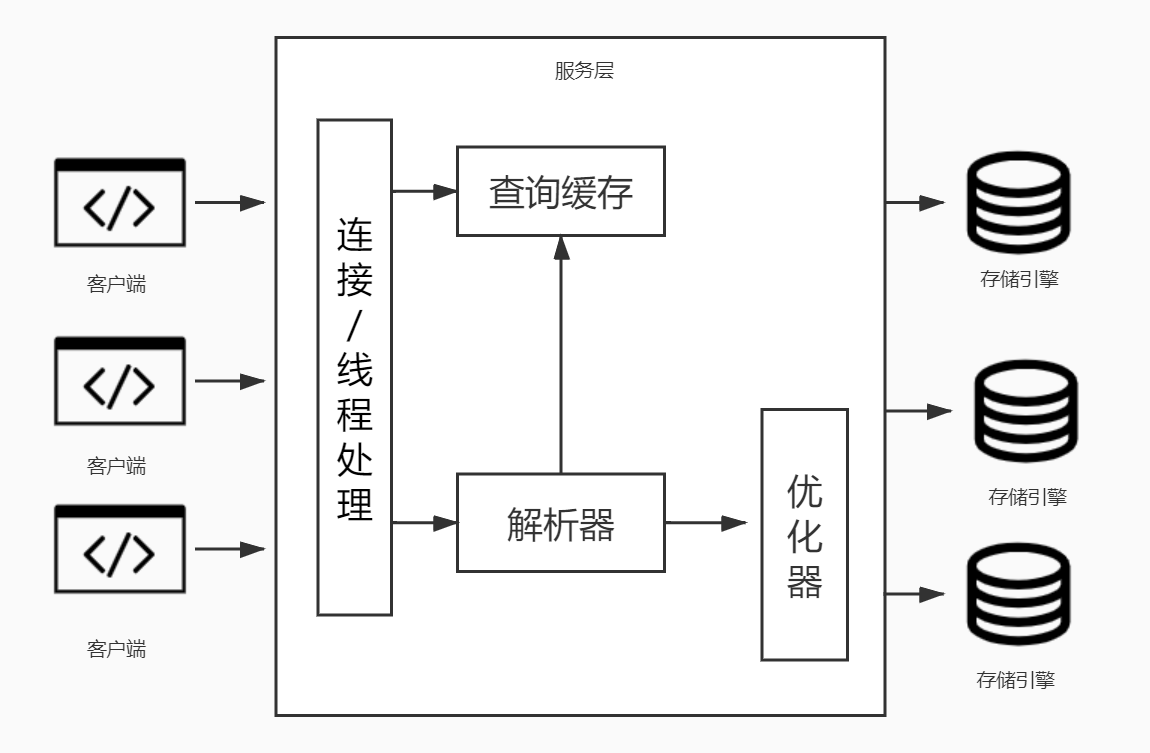 服务层
客户端
客户端
客户端
连接/线程处理
查询缓存
解析器
优化器
存储引擎
存储引擎
存储引擎